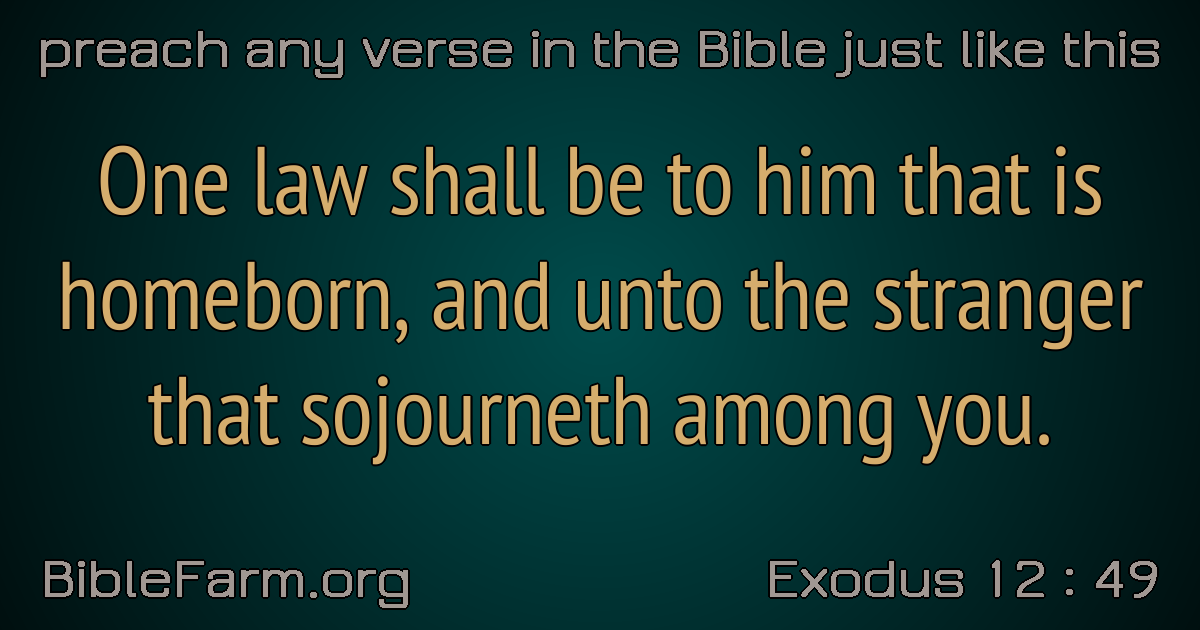 preach any verse in the Bible just like this
One law shall be to him that is
homeborn, and unto the stranger
that sojourneth among you.
BibleFarm.org
Exodus 12 : 49